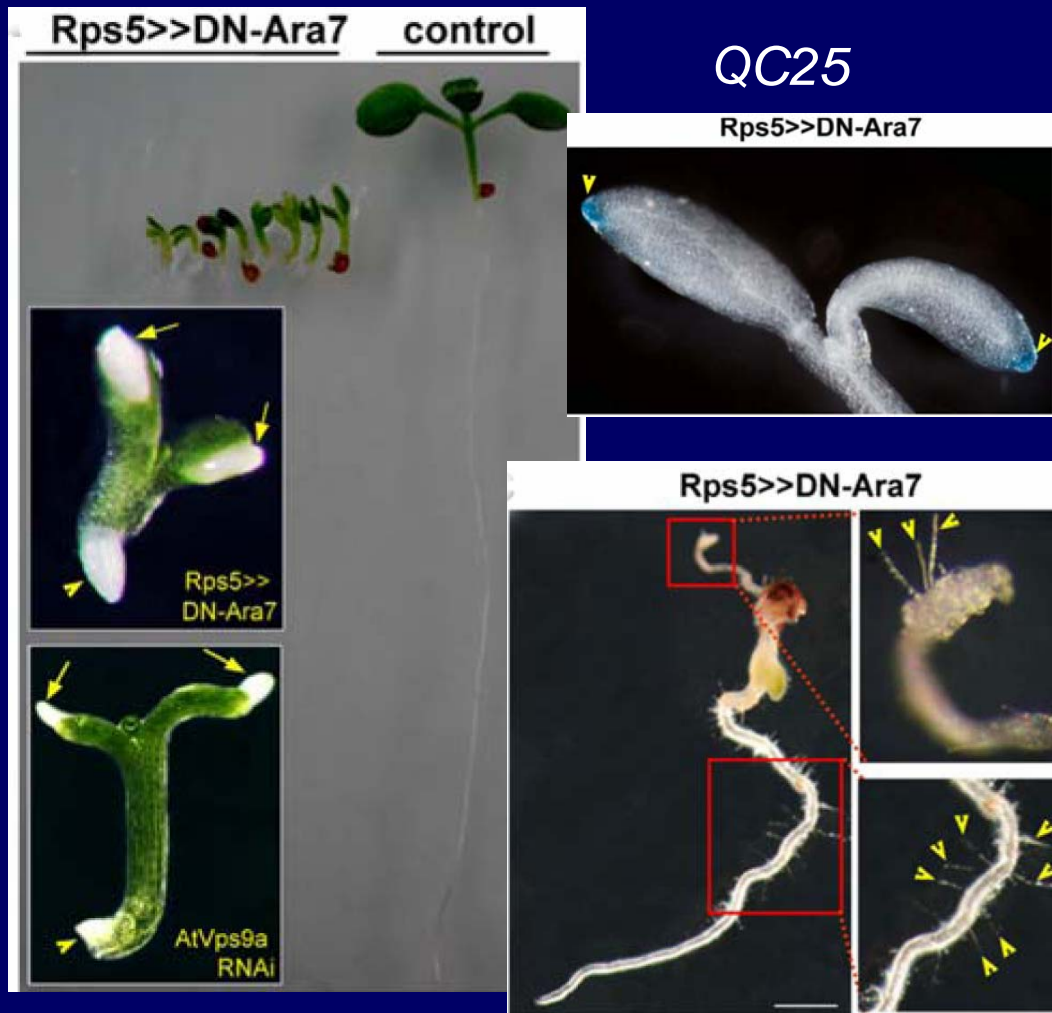 Rps5>>DN-Ara7 control
QC25
Rps5>>DN-Ara7
Rps5>>
DN-Ara7
AtVps9a
RNAi
Rps5>>DN-Ara7